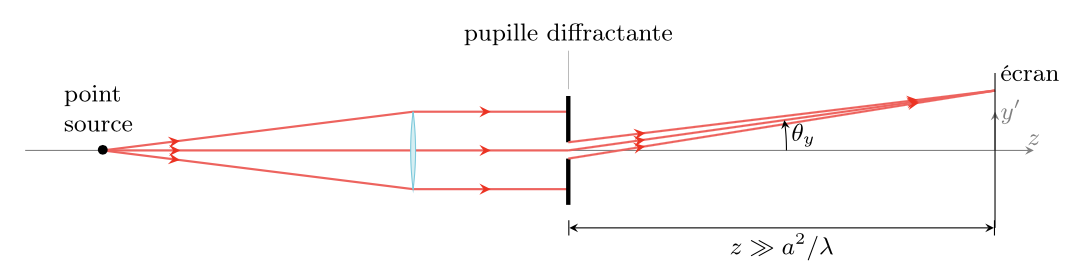 pupille diffractante
point
source
écran
y′
θ_y
z
z ≫ a²/λ